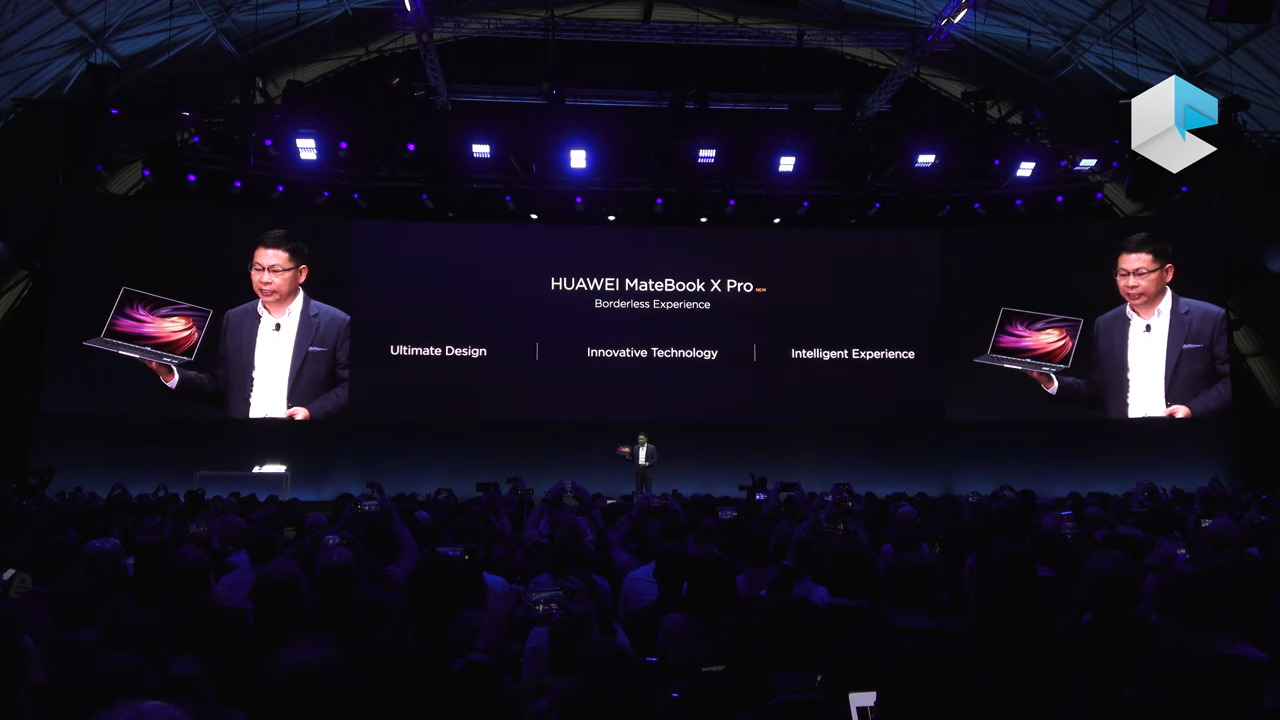 HUAWEI MateBook X Pro NEW
Borderless Experience
Ultimate Design | Innovative Technology | Intelligent Experience